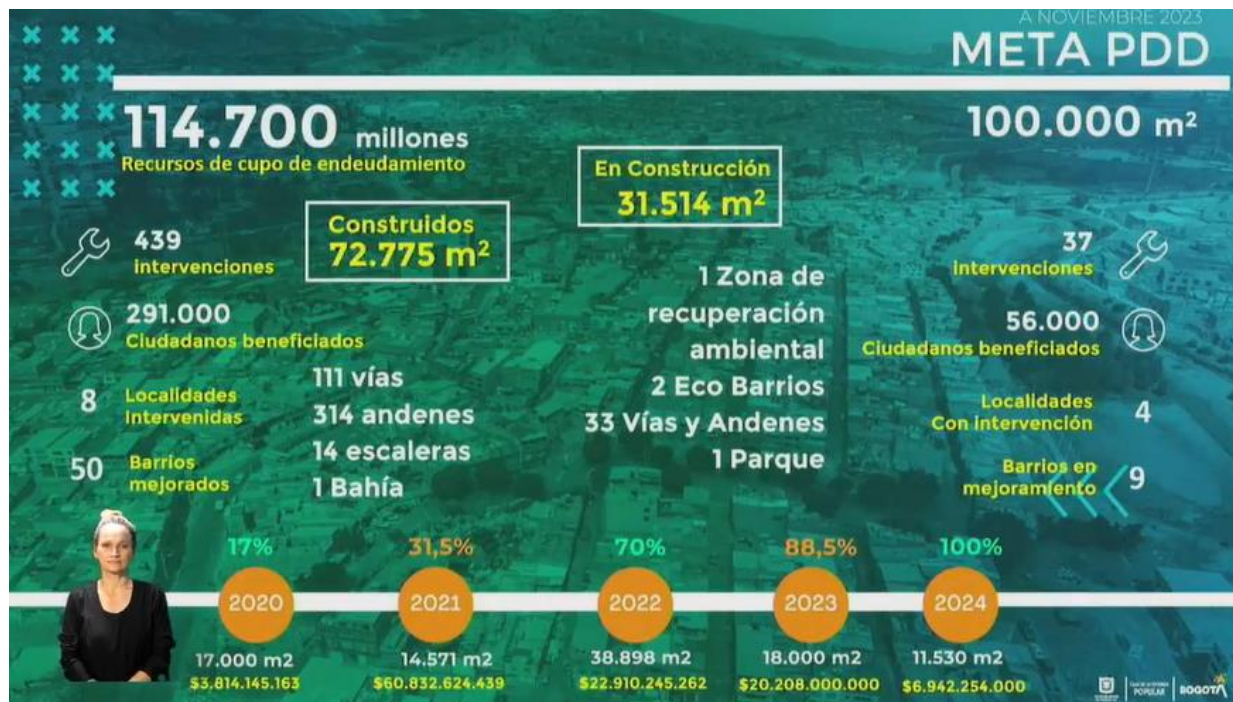 A NOVIEMBRE 2023
META PDD
114.700 millones
Recursos de cupo de endeudamiento
100.000 m²
En Construcción
31.514 m²
Construidos
72.775 m²
439
intervenciones
291.000
Ciudadanos beneficiados
8 Localidades
Intervenidas
50 Barrios
mejorados
111 vías
314 andenes
14 escaleras
1 Bahía
1 Zona de
recuperación
ambiental
2 Eco Barrios
33 Vías y Andenes
1 Parque
37
intervenciones
56.000
Ciudadanos beneficiados
Localidades
Con intervención 4
Barrios en
mejoramiento 9
17% 31,5% 70% 88,5% 100%
2020 2021 2022 2023 2024
17.000 m2 14.571 m2 38.898 m2 18.000 m2 11.530 m2
$3.814.145.163 $60.832.624.439 $22.910.245.262 $20.208.000.000 $6.942.254.000
POPULAR
BOGOTÁ